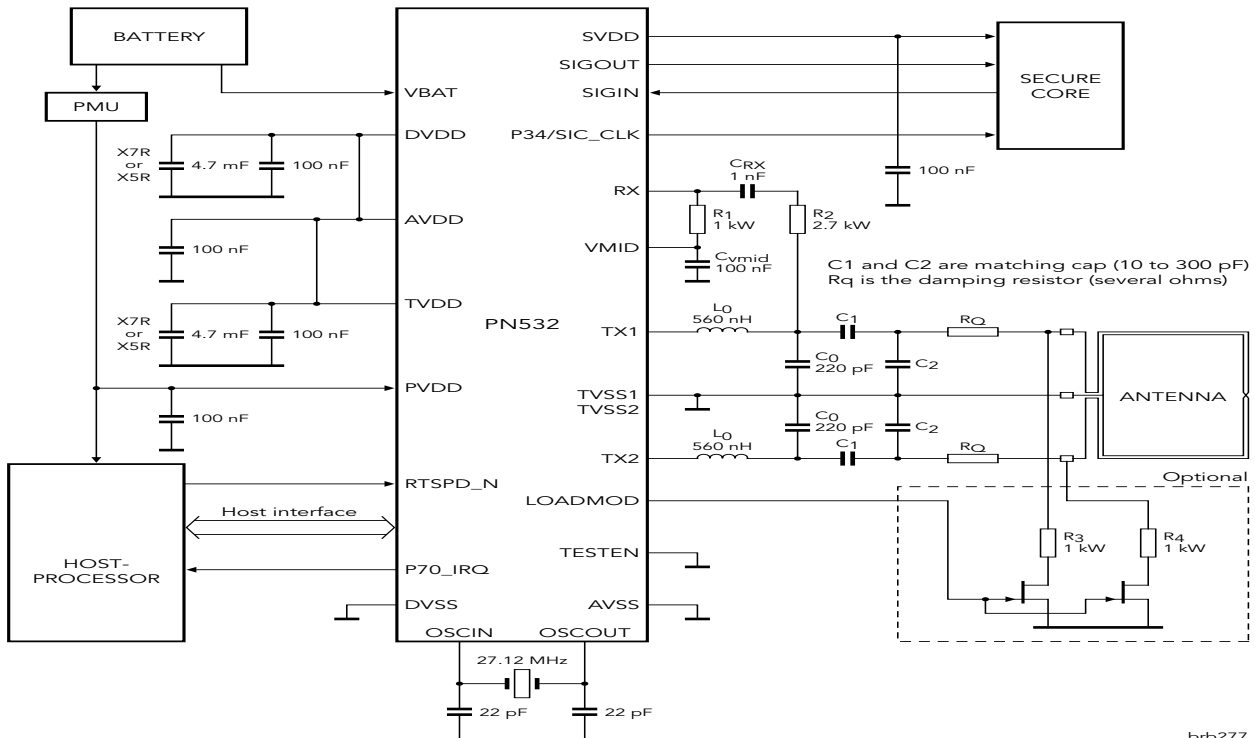 BATTERY
PMU
X7R
or
X5R
4.7 mF
100 nF
100 nF
X7R
or
X5R
4.7 mF
100 nF
100 nF
HOST-
PROCESSOR
Host interface
VBAT
DVDD
AVDD
TVDD
PVDD
RTSPD_N
P70_IRQ
DVSS
OSCIN
OSCOUT
PN532
SVDD
SIGOUT
SIGIN
P34/SIC_CLK
RX
VMID
TX1
TVSS1
TVSS2
TX2
LOADMOD
TESTEN
AVSS
27.12 MHz
22 pF
22 pF
SECURE
CORE
100 nF
CRX
1 nF
R1
1 kW
R2
2.7 kW
Cvmid
100 nF
C1 and C2 are matching cap (10 to 300 pF)
Rq is the damping resistor (several ohms)
L0
560 nH
C1
RQ
C0
220 pF
C2
C0
220 pF
C2
L0
560 nH
C1
RQ
ANTENNA
Optional
R3
1 kW
R4
1 kW
brb277